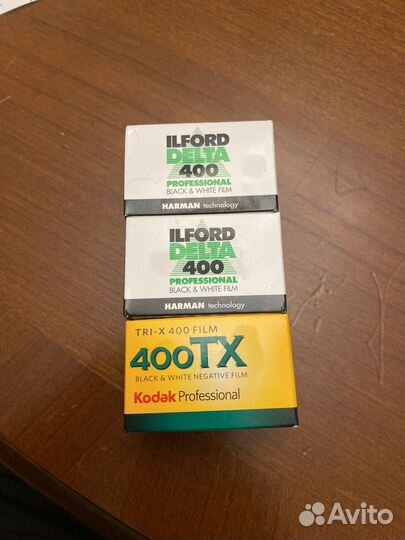 ILFORD
DELTA
400
PROFESSIONAL
BLACK & WHITE FILM
HARMAN technology
ILFORD
DELTA
400
PROFESSIONAL
BLACK & WHITE FILM
HARMAN technology
TRI-X 400 FILM
400TX
BLACK & WHITE NEGATIVE FILM
Kodak Professional
Avito